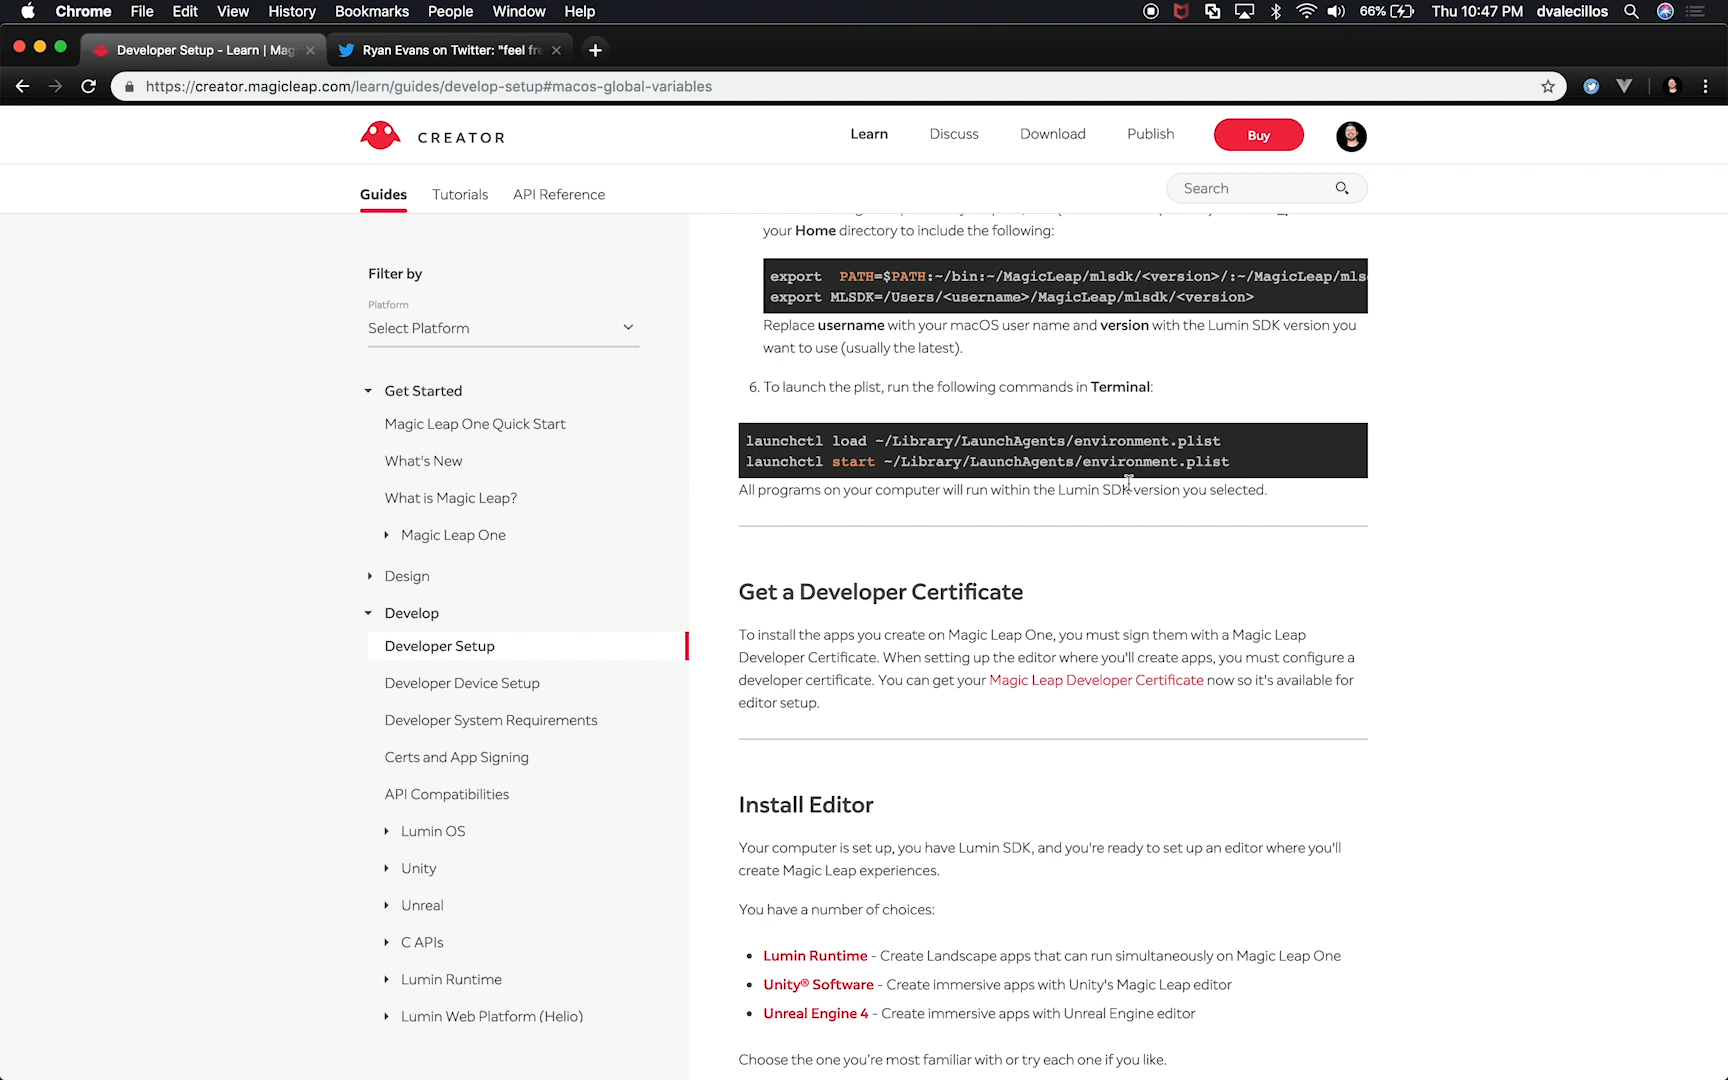 Chrome File Edit View History Bookmarks People Window Help 66% Thu 10:47 PM dvalecillos
Developer Setup - Learn | Mag Ryan Evans on Twitter: "feel fre
https://creator.magicleap.com/learn/guides/develop-setup#macos-global-variables
CREATOR Learn Discuss Download Publish Buy
Guides Tutorials API Reference Search
Filter by
Platform
Select Platform
Get Started
Magic Leap One Quick Start
What's New
What is Magic Leap?
Magic Leap One
Design
Develop
Developer Setup
Developer Device Setup
Developer System Requirements
Certs and App Signing
API Compatibilities
Lumin OS
Unity
Unreal
C APIs
Lumin Runtime
Lumin Web Platform (Helio)
your Home directory to include the following:
export  PATH=$PATH:~/bin:~/MagicLeap/mlsdk/<version>/:~/MagicLeap/mls
export MLSDK=/Users/<username>/MagicLeap/mlsdk/<version>
Replace username with your macOS user name and version with the Lumin SDK version you
want to use (usually the latest).
6. To launch the plist, run the following commands in Terminal:
launchctl load ~/Library/LaunchAgents/environment.plist
launchctl start ~/Library/LaunchAgents/environment.plist
All programs on your computer will run within the Lumin SDK version you selected.
Get a Developer Certificate
To install the apps you create on Magic Leap One, you must sign them with a Magic Leap
Developer Certificate. When setting up the editor where you'll create apps, you must configure a
developer certificate. You can get your Magic Leap Developer Certificate now so it's available for
editor setup.
Install Editor
Your computer is set up, you have Lumin SDK, and you're ready to set up an editor where you'll
create Magic Leap experiences.
You have a number of choices:
• Lumin Runtime - Create Landscape apps that can run simultaneously on Magic Leap One
• Unity® Software - Create immersive apps with Unity's Magic Leap editor
• Unreal Engine 4 - Create immersive apps with Unreal Engine editor
Choose the one you're most familiar with or try each one if you like.